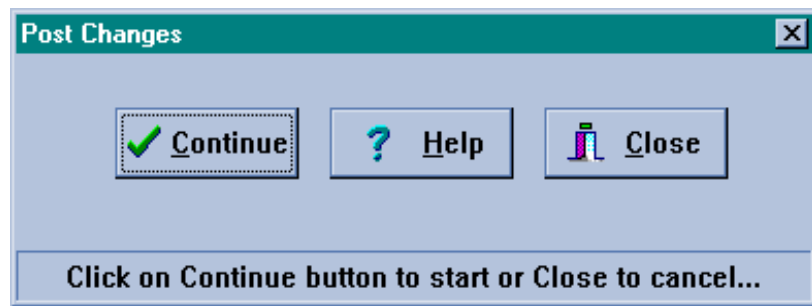 Post Changes
Continue ? Help Close
Click on Continue button to start or Close to cancel...